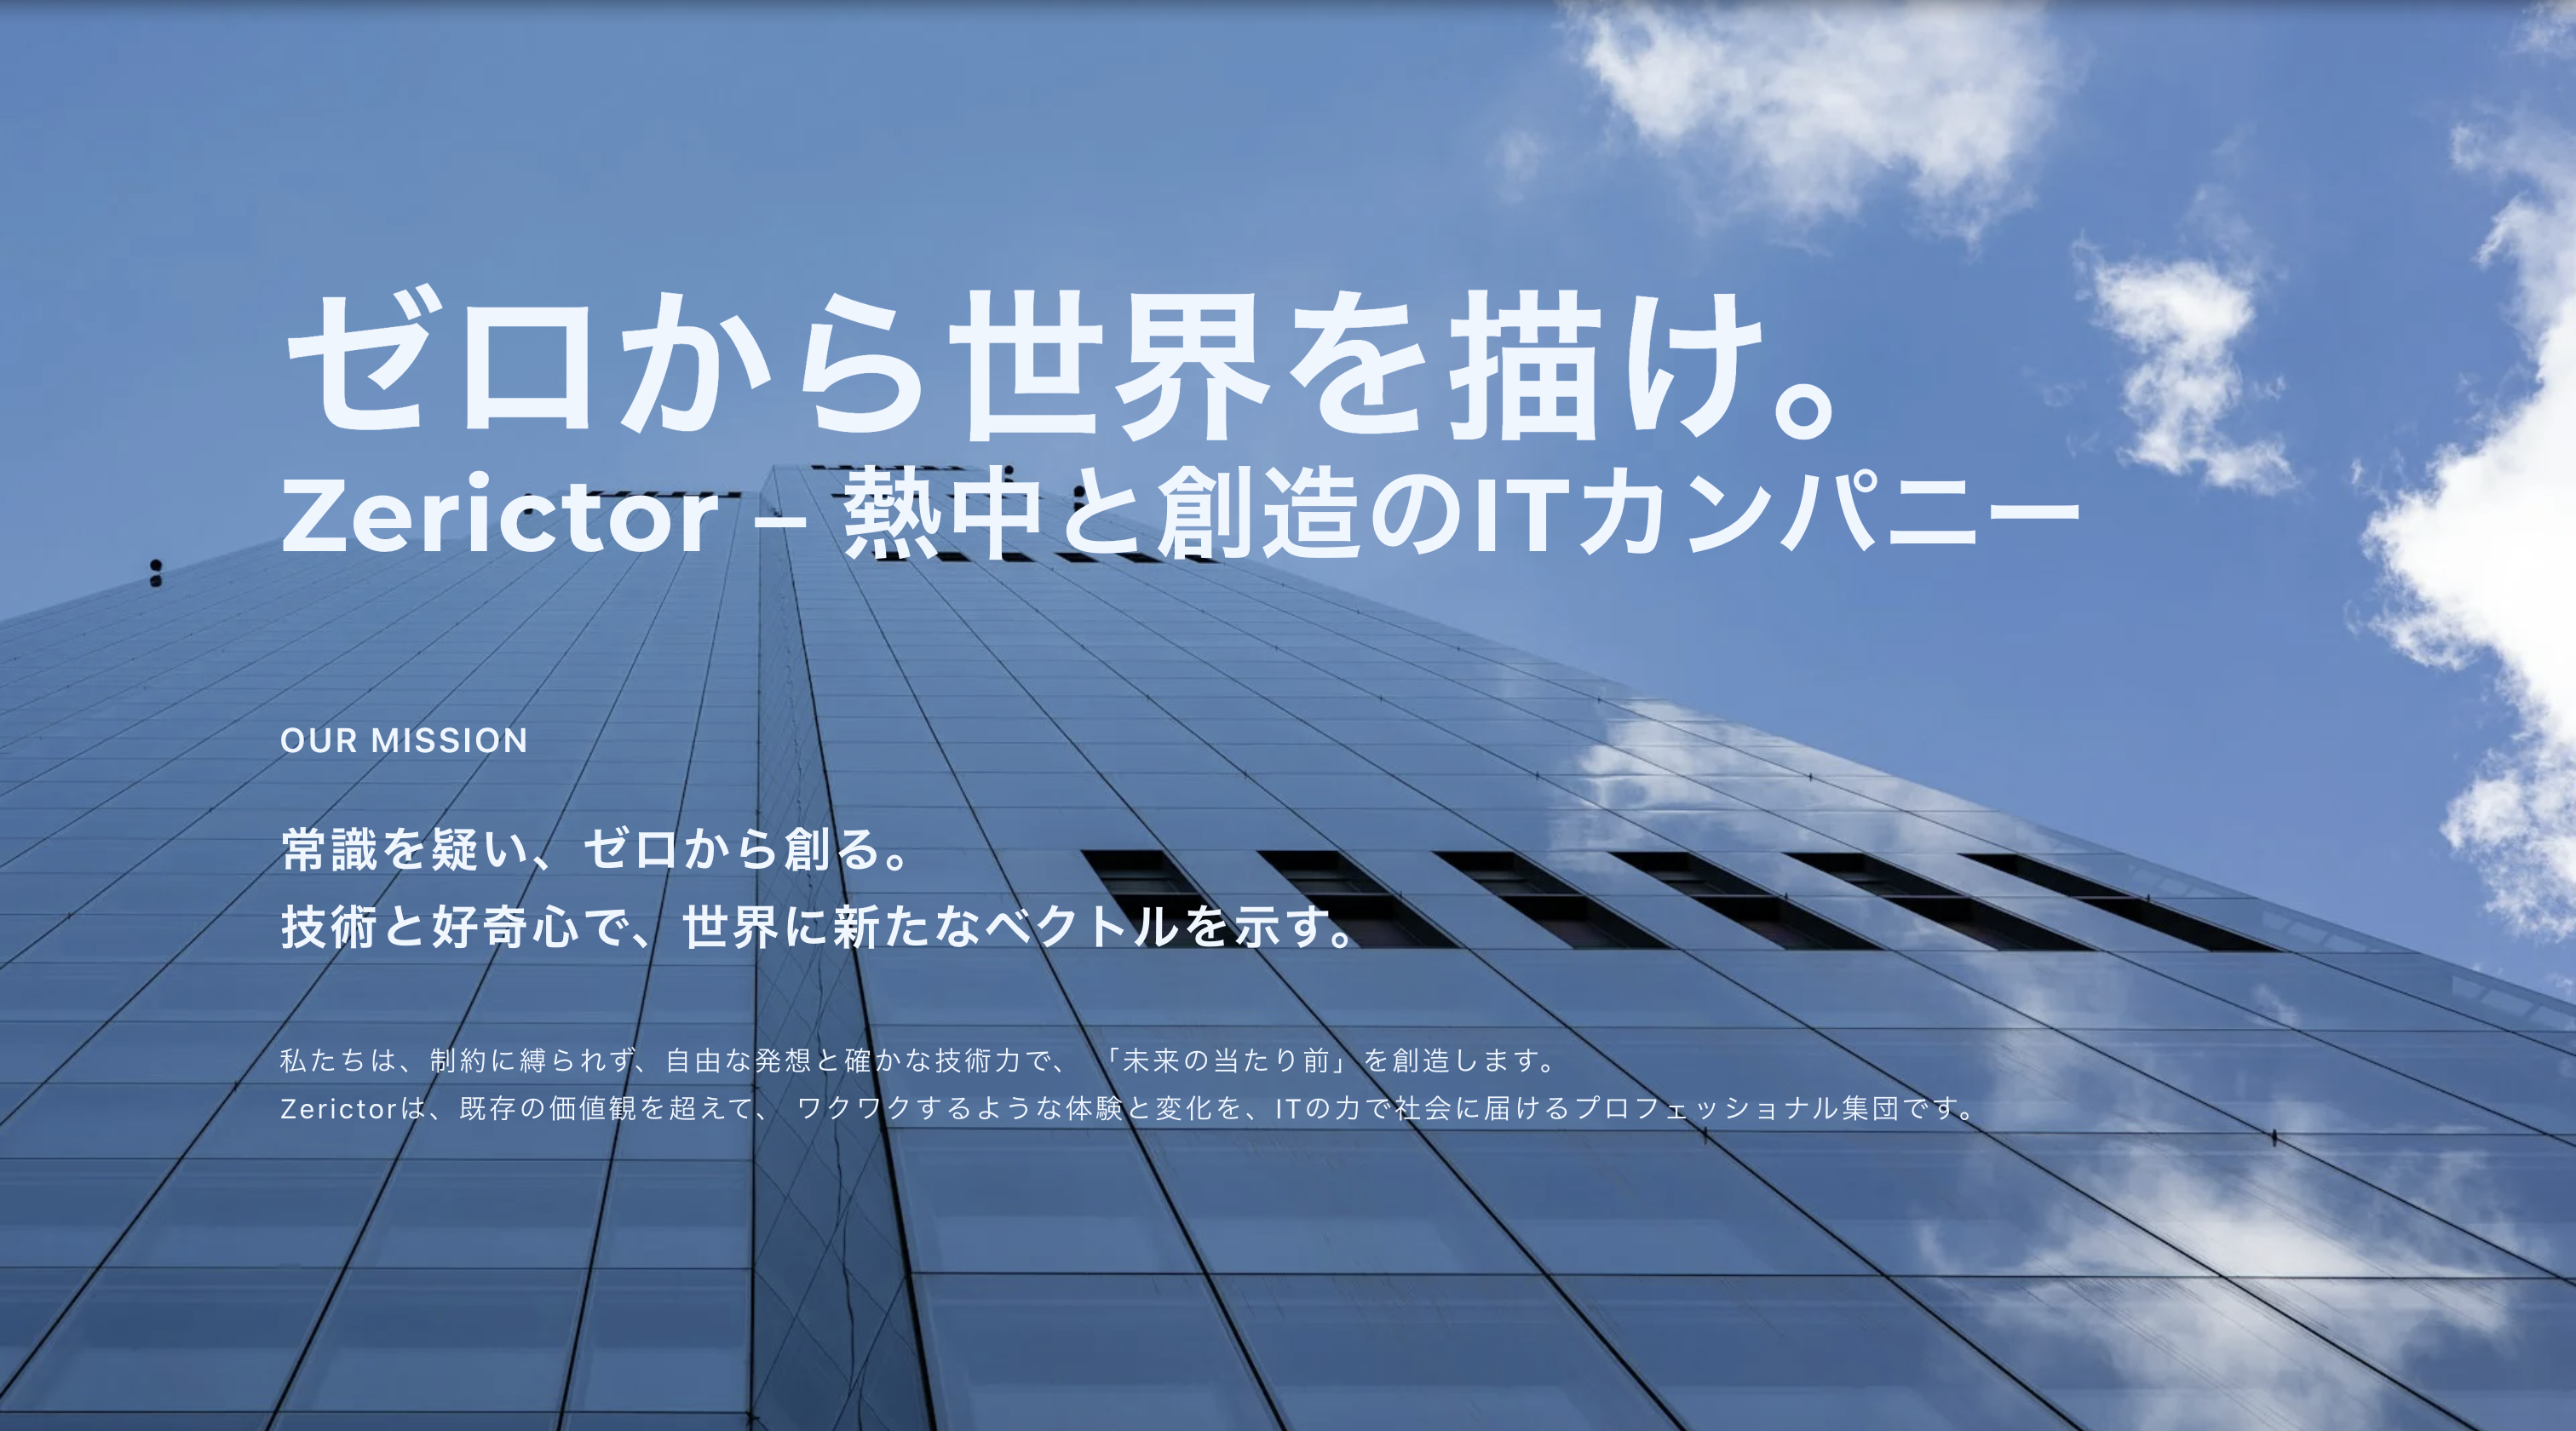 ゼロから世界を描け。
Zerictor – 熱中と創造のITカンパニー
OUR MISSION
常識を疑い、ゼロから創る。
技術と好奇心で、世界に新たなベクトルを示す。
私たちは、制約に縛られず、自由な発想と確かな技術力で、 「未来の当たり前」を創造します。
Zerictorは、既存の価値観を超えて、 ワクワクするような体験と変化を、ITの力で社会に届けるプロフェッショナル集団です。